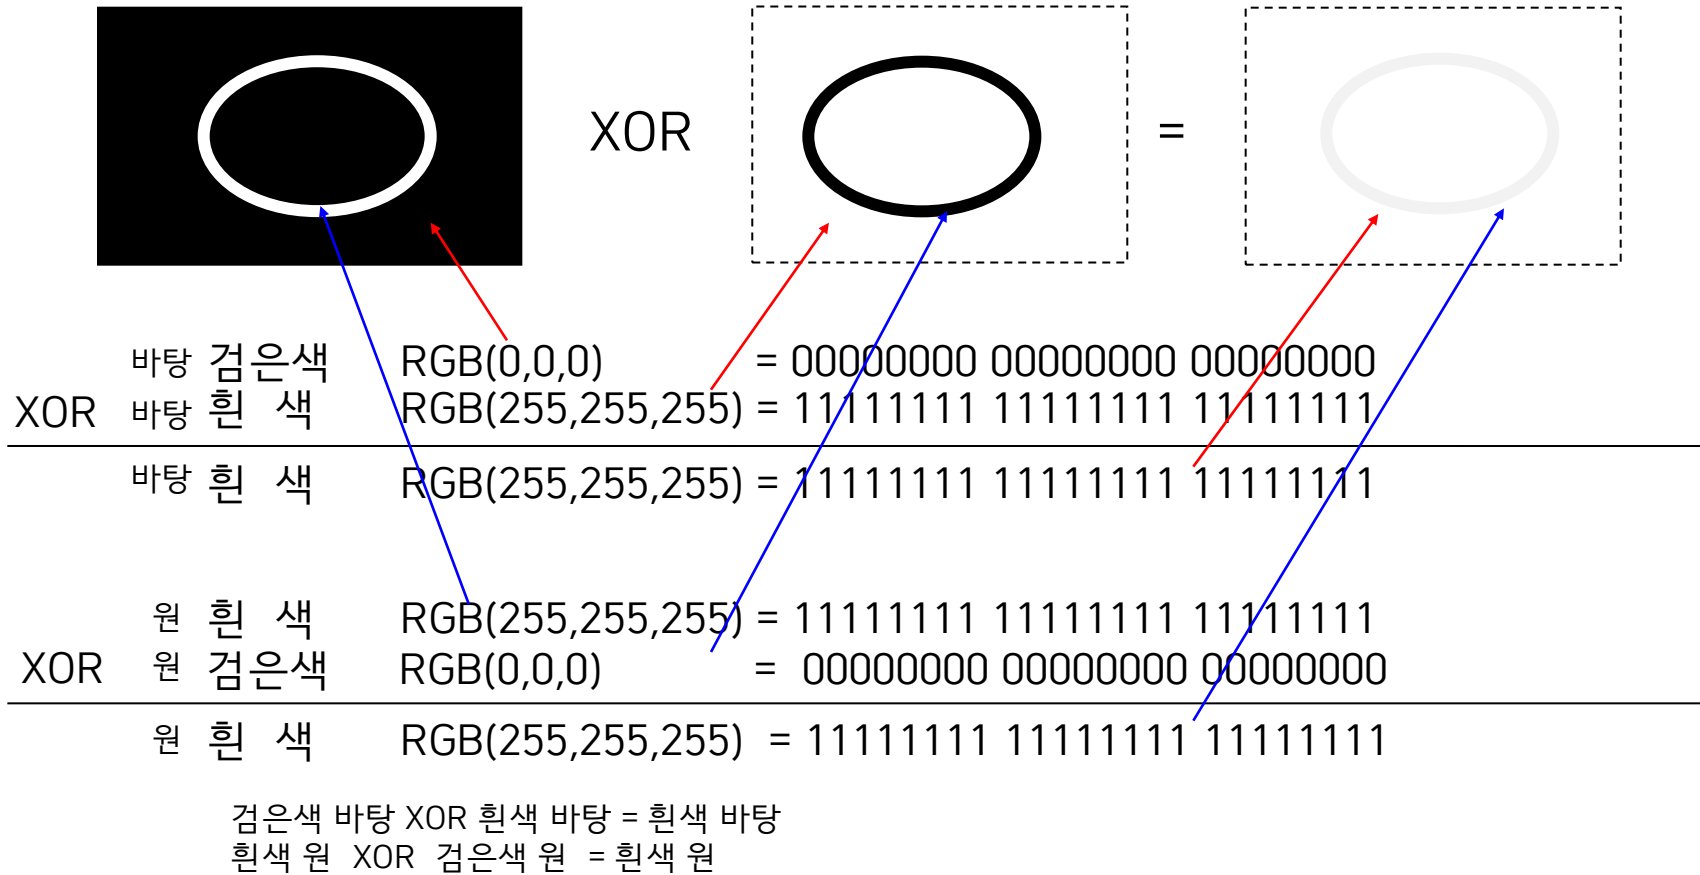 XOR =
바탕 검은색 RGB(0,0,0) = 00000000 00000000 00000000
XOR 바탕 흰 색 RGB(255,255,255) = 11111111 11111111 11111111
바탕 흰 색 RGB(255,255,255) = 11111111 11111111 11111111
원 흰 색 RGB(255,255,255) = 11111111 11111111 11111111
XOR 원 검은색 RGB(0,0,0) = 00000000 00000000 00000000
원 흰 색 RGB(255,255,255) = 11111111 11111111 11111111
검은색 바탕 XOR 흰색 바탕 = 흰색 바탕
흰색 원 XOR 검은색 원 = 흰색 원